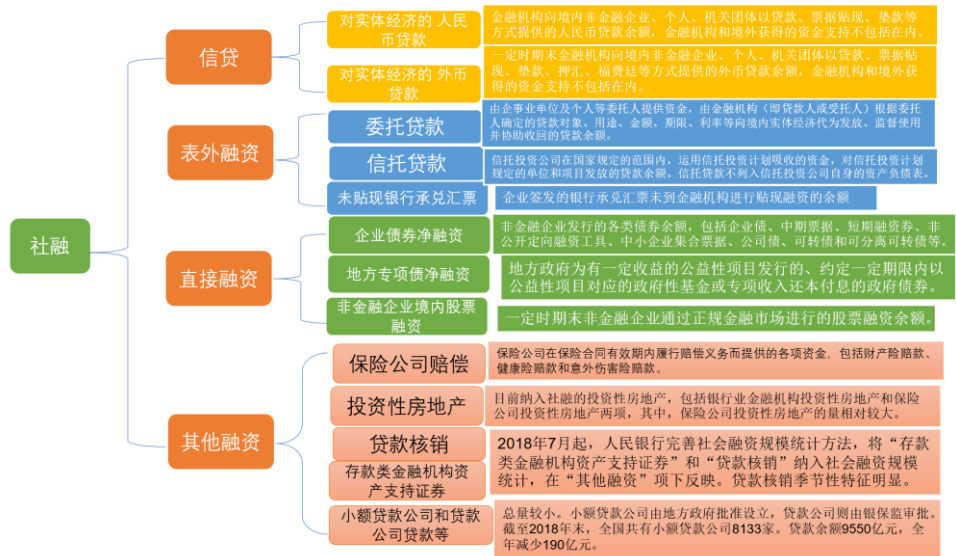 社融
信贷
对实体经济的 人民
币贷款
金融机构向境内非金融企业、个人、机关团体以贷款、票据贴现、垫款等
方式提供的人民币贷款余额，金融机构和境外获得的资金支持不包括在内。
对实体经济的 外币
贷款
一定时期末金融机构向境内非金融企业、个人、机关团体以贷款、票据贴
现、垫款、押汇、福费廷等方式提供的外币贷款余额，金融机构和境外获
得的资金支持不包括在内。
表外融资
委托贷款
由企事业单位及个人等委托人提供资金，由金融机构（即贷款人或受托人）根据委托
人确定的贷款对象、用途、金额、期限、利率等向境内实体经济代为发放、监督使用
并协助收回的贷款余额。
信托贷款
信托投资公司在国家规定的范围内，运用信托投资计划吸收的资金，对信托投资计划
规定的单位和项目发放的贷款余额。信托贷款不列入信托投资公司自身的资产负债表。
未贴现银行承兑汇票
企业签发的银行承兑汇票未到金融机构进行贴现融资的余额
直接融资
企业债券净融资
非金融企业发行的各类债券余额，包括企业债、中期票据、短期融资券、非
公开定向融资工具、中小企业集合票据、公司债、可转债和可分离可转债等。
地方专项债净融资
地方政府为有一定收益的公益性项目发行的、约定一定期限内以
公益性项目对应的政府性基金或专项收入还本付息的政府债券。
非金融企业境内股票
融资
一定时期末非金融企业通过正规金融市场进行的股票融资余额。
其他融资
保险公司赔偿
保险公司在保险合同有效期内履行赔偿义务而提供的各项资金，包括财产险赔款、
健康险赔款和意外伤害险赔款。
投资性房地产
目前纳入社融的投资性房地产，包括银行业金融机构投资性房地产和保险
公司投资性房地产两项，其中，保险公司投资性房地产的量相对较大。
贷款核销
存款类金融机构资
产支持证券
2018年7月起，人民银行完善社会融资规模统计方法，将“存款
类金融机构资产支持证券”和“贷款核销”纳入社会融资规模
统计，在“其他融资”项下反映。贷款核销季节性特征明显。
小额贷款公司和贷款
公司贷款等
总量较小。小额贷款公司由地方政府批准设立，贷款公司则由银保监审批。
截至2018年末，全国共有小额贷款公司8133家。贷款余额9550亿元，全
年减少190亿元。